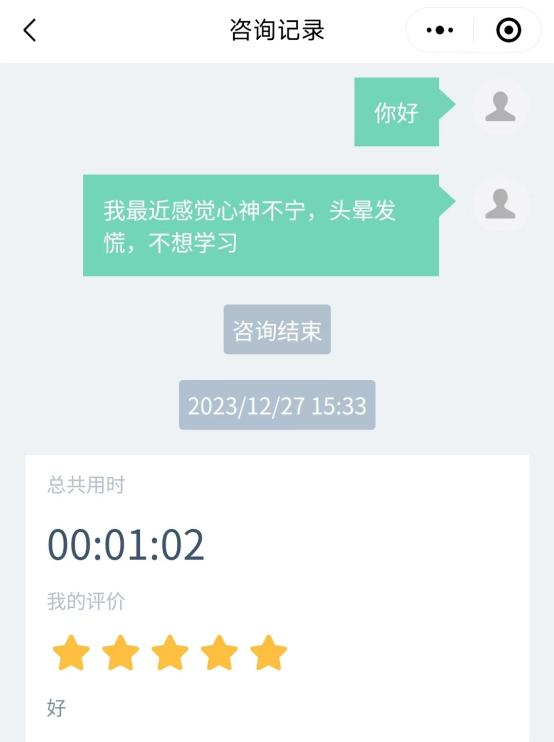 咨询记录
你好
我最近感觉心神不宁，头晕发
慌，不想学习
咨询结束
2023/12/27 15:33
总共用时
00:01:02
我的评价
好